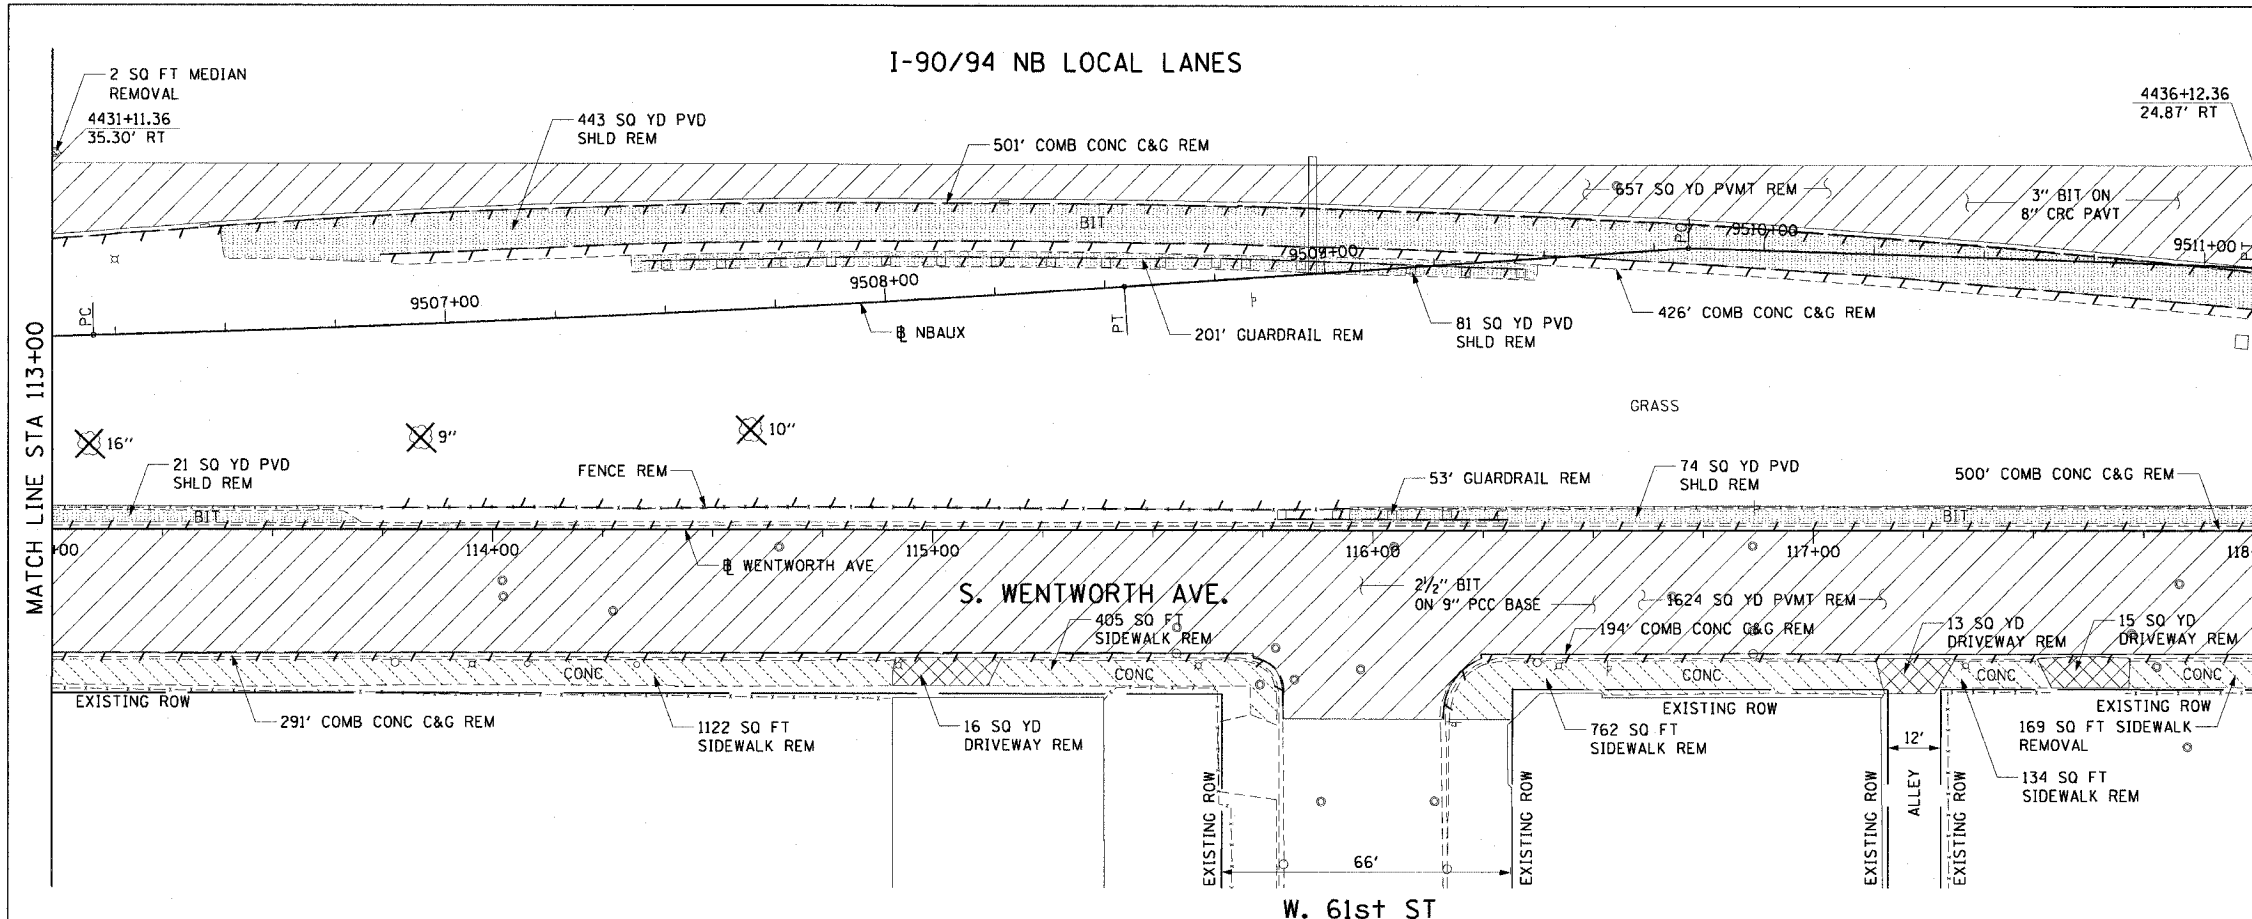 I-90/94 NB LOCAL LANES
2 SQ FT MEDIAN
REMOVAL
4431+11.36
35.30' RT
443 SQ YD PVD
SHLD REM
501' COMB CONC C&G REM
4436+12.36
24.87' RT
657 SQ YD PVMT REM
3" BIT ON
8" CRC PAVT
BIT
PC
9507+00
9508+00
9509+00
9510+00
9511+00
PC
PT
℄ NBAUX
201' GUARDRAIL REM
81 SQ YD PVD
SHLD REM
426' COMB CONC C&G REM
GRASS
MATCH LINE STA 113+00
16"
9"
10"
21 SQ YD PVD
SHLD REM
FENCE REM
53' GUARDRAIL REM
74 SQ YD PVD
SHLD REM
500' COMB CONC C&G REM
BIT
BIT
+00
114+00
115+00
116+00
117+00
118
℄ WENTWORTH AVE
S. WENTWORTH AVE.
2 1/2" BIT
ON 9" PCC BASE
1624 SQ YD PVMT REM
405 SQ FT
SIDEWALK REM
194' COMB CONC C&G REM
13 SQ YD
DRIVEWAY REM
15 SQ YD
DRIVEWAY REM
CONC
CONC
CONC
CONC
CONC
EXISTING ROW
291' COMB CONC C&G REM
1122 SQ FT
SIDEWALK REM
16 SQ YD
DRIVEWAY REM
762 SQ FT
SIDEWALK REM
EXISTING ROW
EXISTING ROW
169 SQ FT SIDEWALK
REMOVAL
134 SQ FT
SIDEWALK REM
12'
ALLEY
EXISTING ROW
EXISTING ROW
EXISTING ROW
EXISTING ROW
66'
W. 61st ST